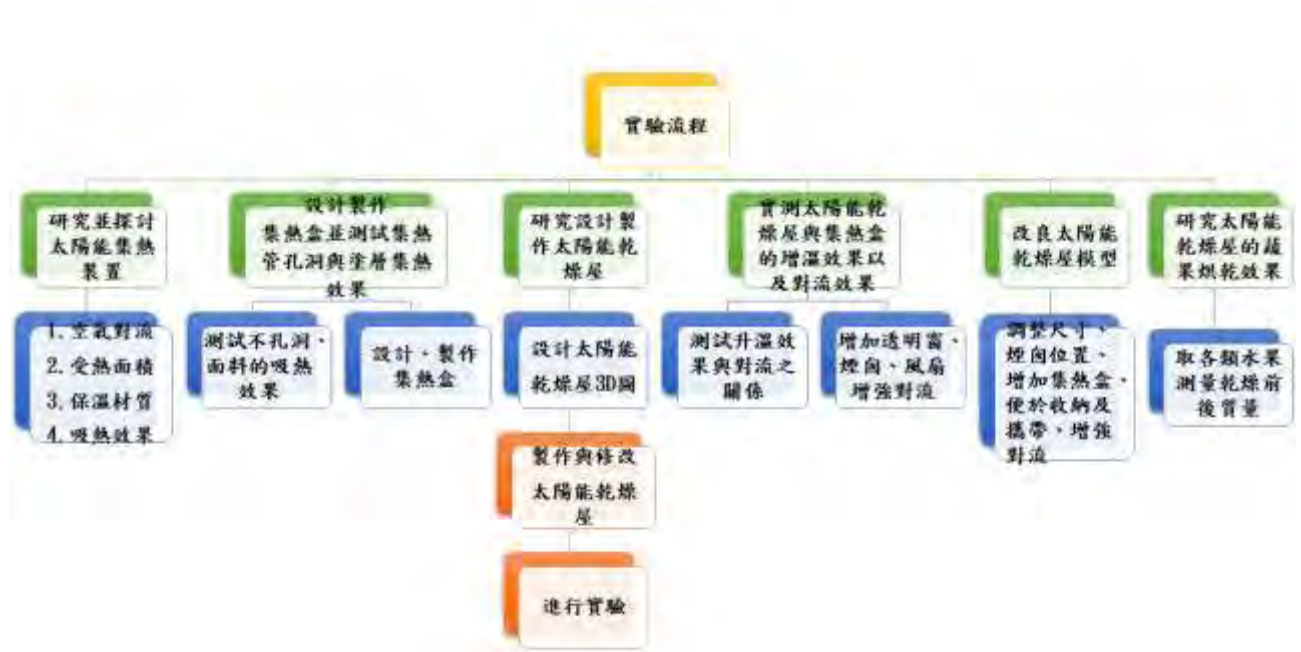 實驗流程
研究並探討
太陽能集熱
裝置
設計製作
集熱盒並測試集熱
管孔洞與塗層集熱
效果
研究設計製
作太陽能乾
燥屋
實測太陽能乾
燥屋與集熱盒
的增溫效果以
及對流效果
改良太陽能
乾燥屋模型
研究太陽能
乾燥屋的蔬
果烘乾效果
1. 空氣對流
2. 受熱面積
3. 保溫材質
4. 吸熱效果
測試不孔洞、
面料的吸熱
效果
設計、製作
集熱盒
設計太陽能
乾燥屋3D圖
測試升溫效
果與對流之
關係
增加透明窗、
煙囪、風扇
增強對流
調整尺寸、
煙囪位置、
增加集熱盒、
便於收納及
攜帶、增強
對流
取各類水果
測量乾燥前
後質量
製作與修改
太陽能乾燥
屋
進行實驗